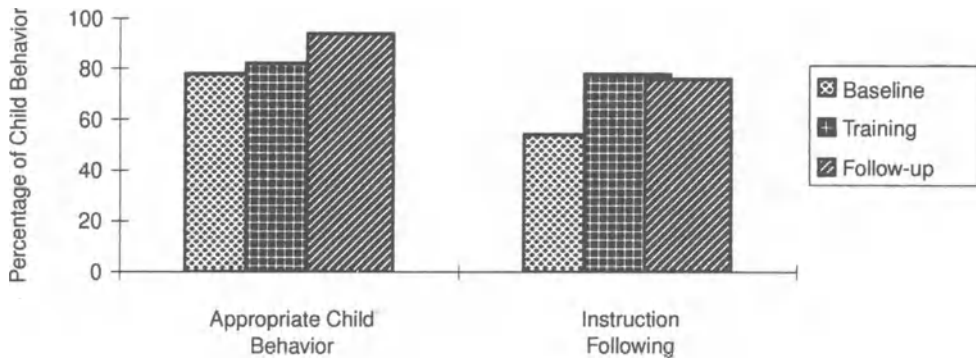 Percentage of Child Behavior
100
80
60
40
20
0
Appropriate Child
Behavior
Instruction
Following
Baseline
Training
Follow-up